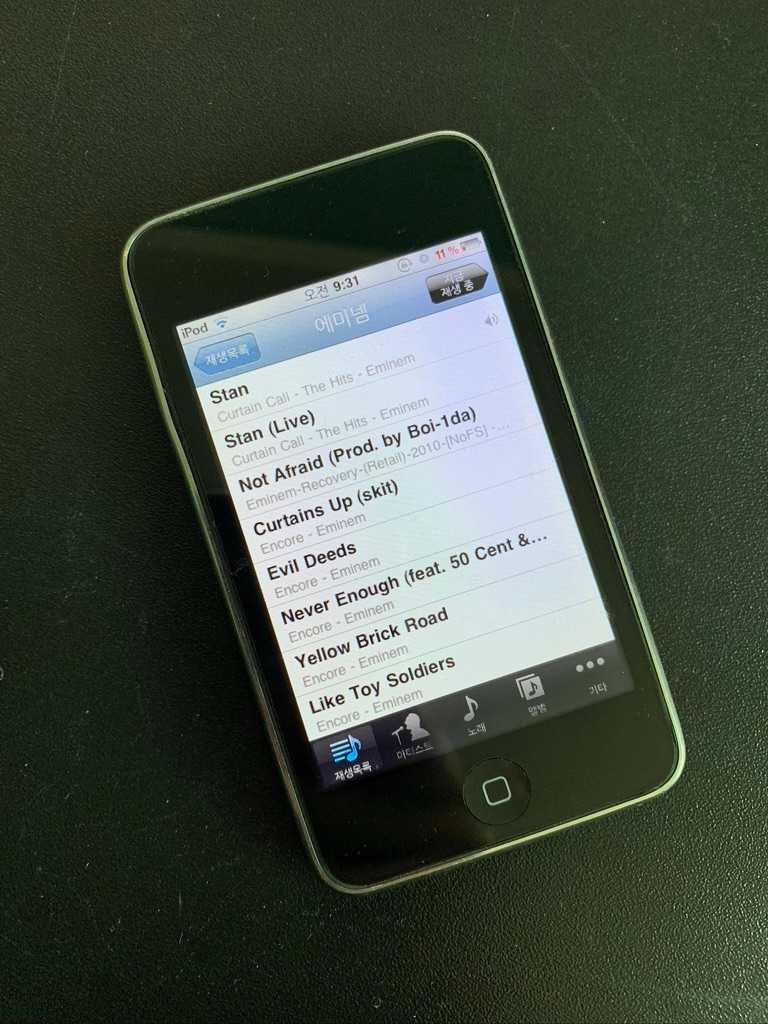 iPod 오전 9:31 11 %
재생목록 에미넴 지금
재생 중
Stan
Curtain Call - The Hits - Eminem
Stan (Live)
Curtain Call - The Hits - Eminem
Not Afraid (Prod. by Boi-1da)
Eminem-Recovery-(Retail)-2010-[NoFS] -...
Curtains Up (skit)
Encore - Eminem
Evil Deeds
Encore - Eminem
Never Enough (feat. 50 Cent &...
Encore - Eminem
Yellow Brick Road
Encore - Eminem
Like Toy Soldiers
Encore - Eminem
재생목록 아티스트 노래 앨범 기타